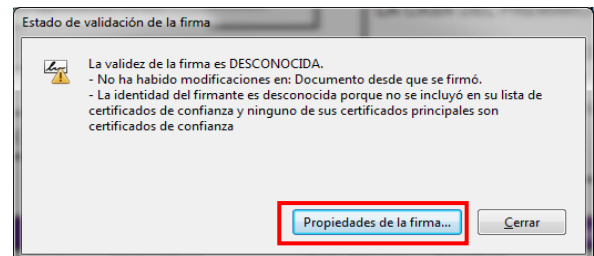 Estado de validación de la firma
La validez de la firma es DESCONOCIDA.
- No ha habido modificaciones en: Documento desde que se firmó.
- La identidad del firmante es desconocida porque no se incluyó en su lista de
certificados de confianza y ninguno de sus certificados principales son
certificados de confianza
Propiedades de la firma... Cerrar